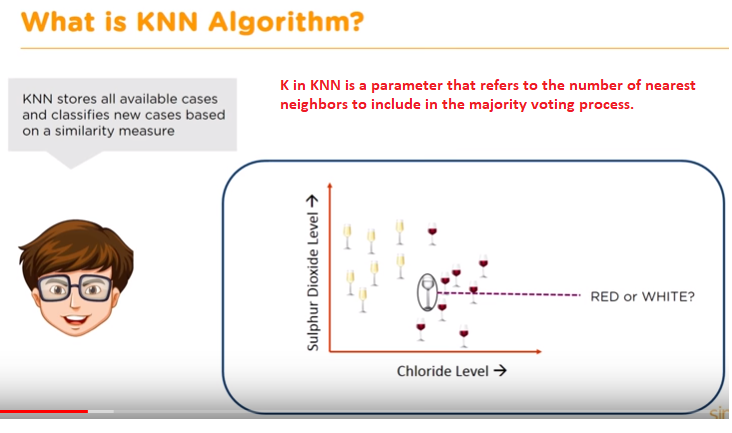 What is KNN Algorithm?
KNN stores all available cases
and classifies new cases based
on a similarity measure
K in KNN is a parameter that refers to the number of nearest
neighbors to include in the majority voting process.
Sulphur Dioxide Level →
RED or WHITE?
Chloride Level →